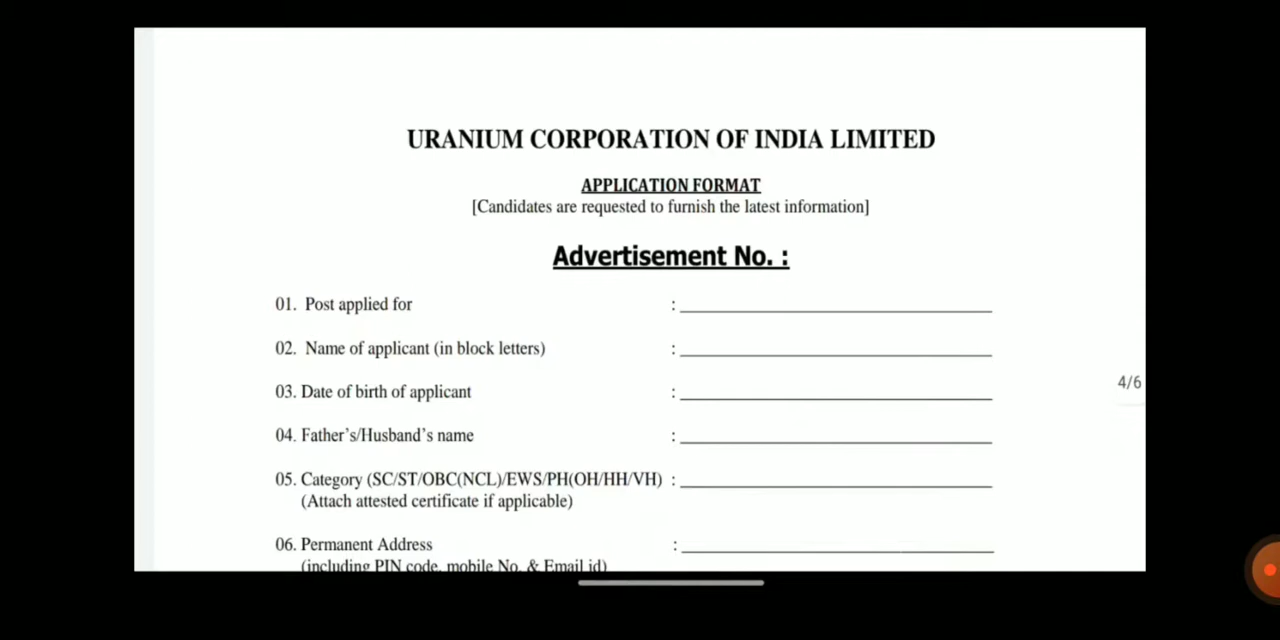 URANIUM CORPORATION OF INDIA LIMITED
APPLICATION FORMAT
[Candidates are requested to furnish the latest information]
Advertisement No. :
01. Post applied for : 
02. Name of applicant (in block letters) : 
03. Date of birth of applicant : 
04. Father's/Husband's name : 
05. Category (SC/ST/OBC(NCL)/EWS/PH(OH/HH/VH) : 
(Attach attested certificate if applicable)
06. Permanent Address : 
(including PIN code, mobile No. & Email id)
4/6